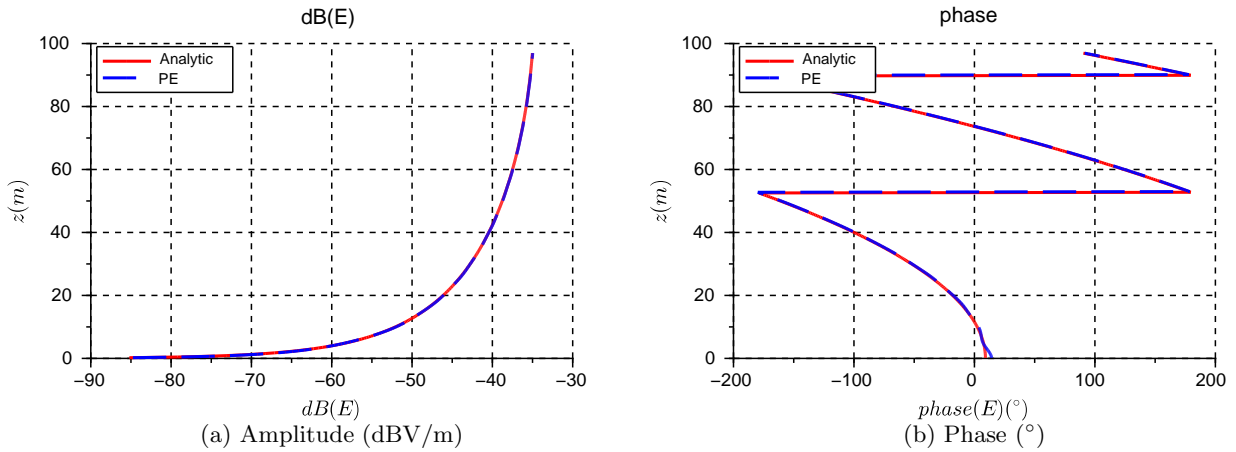 dB(E)
100
80
60
40
20
0
z(m)
Analytic
PE
−90 −80 −70 −60 −50 −40 −30
dB(E)
(a) Amplitude (dBV/m)
phase
100
80
60
40
20
0
z(m)
Analytic
PE
−200 −100 0 100 200
phase(E)(°)
(b) Phase (°)